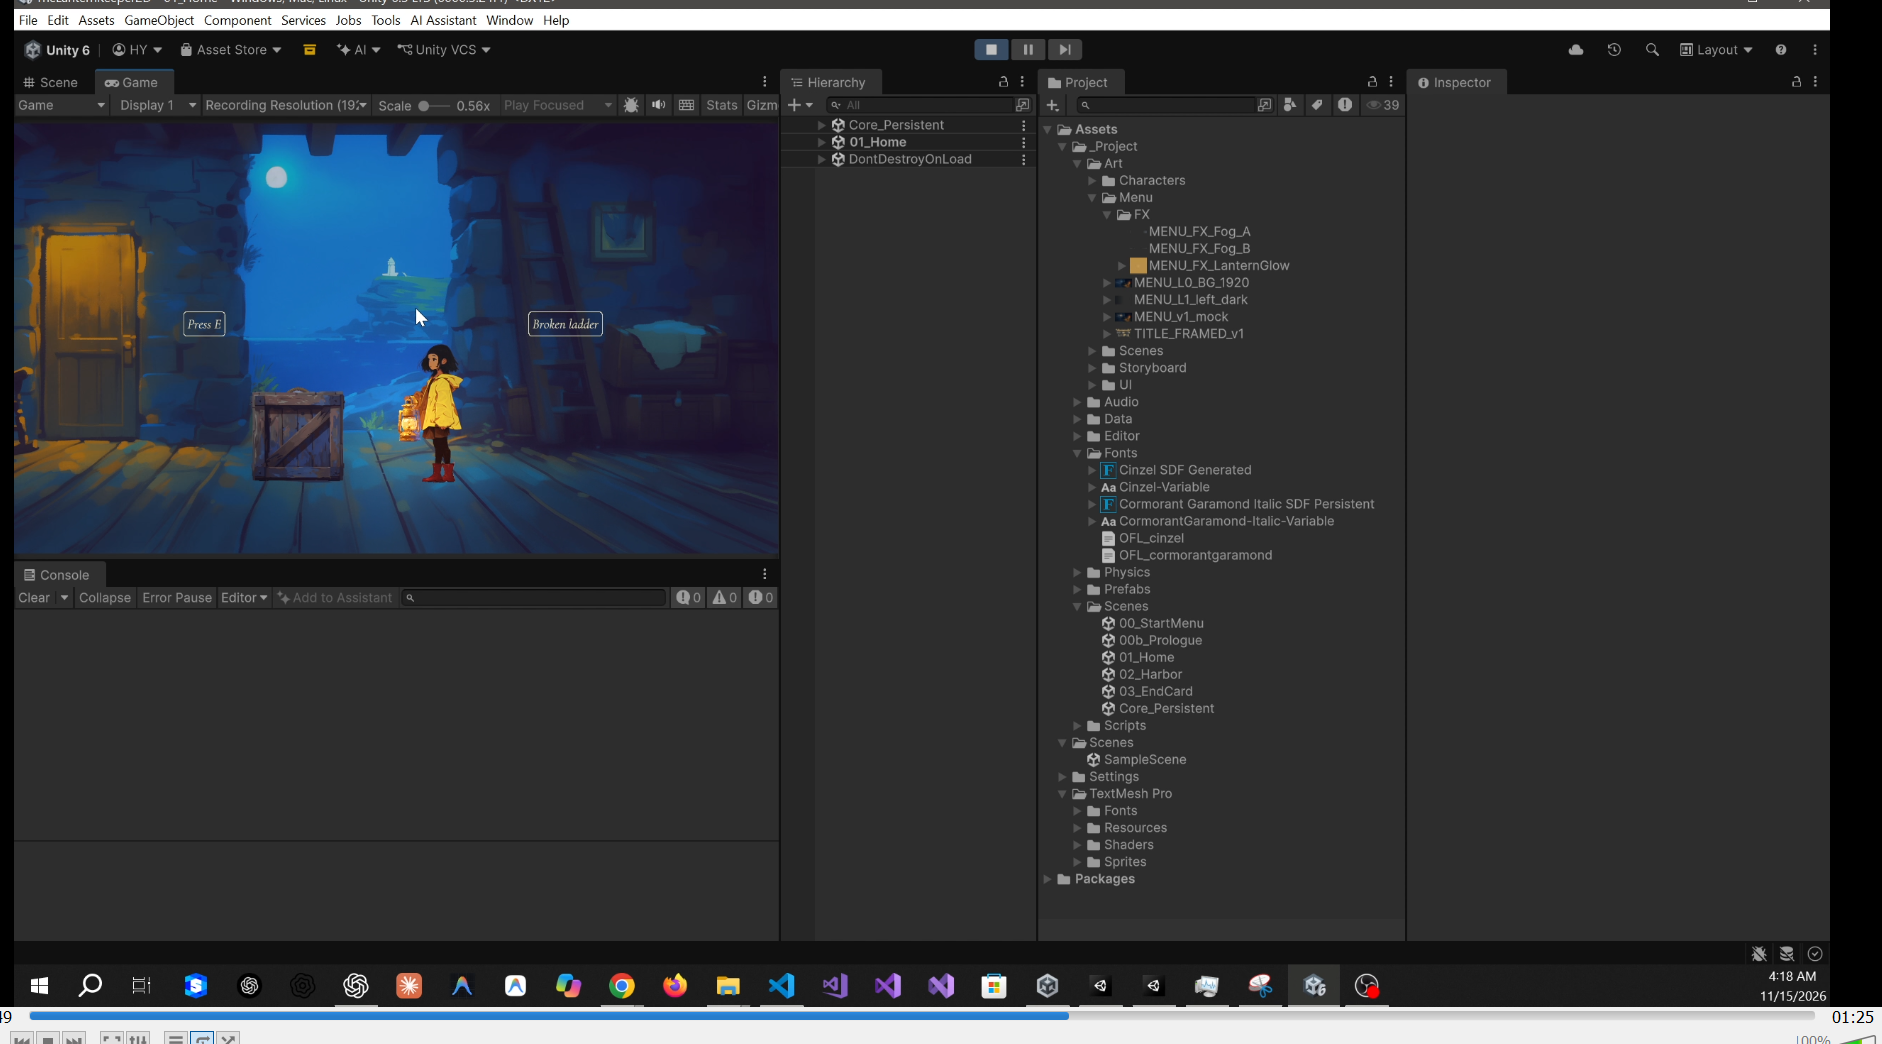 File Edit Assets GameObject Component Services Jobs Tools AI Assistant Window Help
Unity 6 HY Asset Store AI Unity VCS Layout
Scene Game
Game Display 1 Recording Resolution (192 Scale 0.56x Play Focused Stats Gizm
Press E
Broken ladder
Console
Clear Collapse Error Pause Editor Add to Assistant 0 0 0
Hierarchy
All
Core_Persistent
01_Home
DontDestroyOnLoad
Project
39
Assets
_Project
Art
Characters
Menu
FX
MENU_FX_Fog_A
MENU_FX_Fog_B
MENU_FX_LanternGlow
MENU_L0_BG_1920
MENU_L1_left_dark
MENU_v1_mock
TITLE_FRAMED_v1
Scenes
Storyboard
UI
Audio
Data
Editor
Fonts
Cinzel SDF Generated
Cinzel-Variable
Cormorant Garamond Italic SDF Persistent
CormorantGaramond-Italic-Variable
OFL_cinzel
OFL_cormorantgaramond
Physics
Prefabs
Scenes
00_StartMenu
00b_Prologue
01_Home
02_Harbor
03_EndCard
Core_Persistent
Scripts
Scenes
SampleScene
Settings
TextMesh Pro
Fonts
Resources
Shaders
Sprites
Packages
Inspector
4:18 AM
11/15/2026
01:25